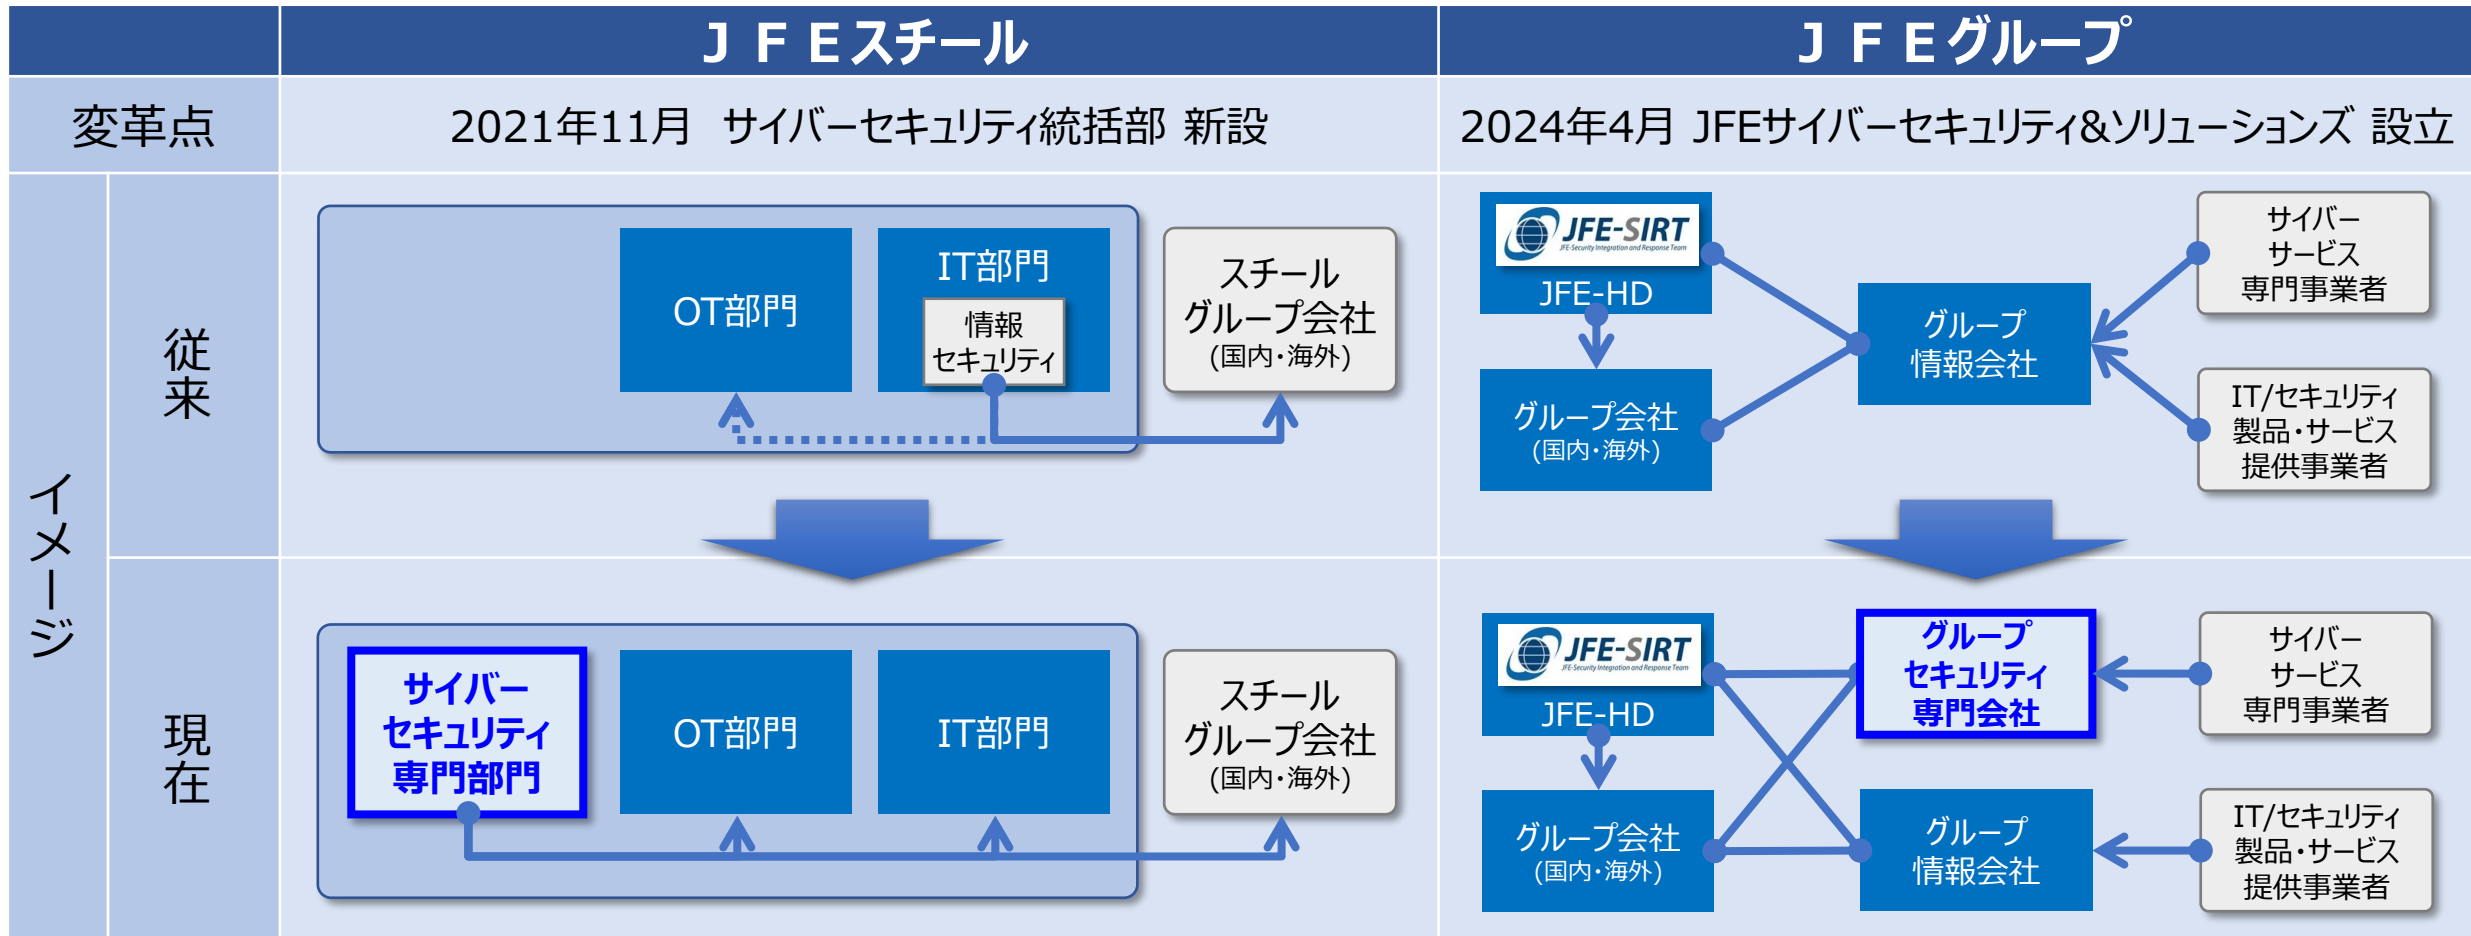 ＪＦＥスチール
ＪＦＥグループ
変革点
2021年11月 サイバーセキュリティ統括部 新設
2024年4月 JFEサイバーセキュリティ&ソリューションズ 設立
イメージ
従来
OT部門
IT部門
情報
セキュリティ
スチール
グループ会社
(国内・海外)
JFE-SIRT
JFE-Security Integration and Response Team
JFE-HD
グループ会社
(国内・海外)
グループ
情報会社
サイバー
サービス
専門事業者
IT/セキュリティ
製品・サービス
提供事業者
現在
サイバー
セキュリティ
専門部門
OT部門
IT部門
スチール
グループ会社
(国内・海外)
JFE-SIRT
JFE-Security Integration and Response Team
JFE-HD
グループ会社
(国内・海外)
グループ
セキュリティ
専門会社
グループ
情報会社
サイバー
サービス
専門事業者
IT/セキュリティ
製品・サービス
提供事業者